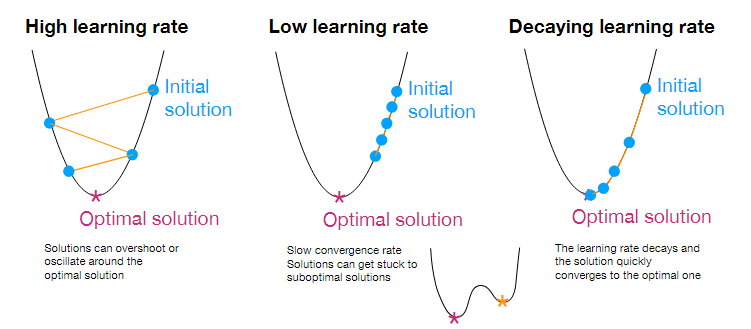 High learning rate
Initial
solution
Optimal solution
Solutions can overshoot or
oscillate around the
optimal solution
Low learning rate
Initial
solution
Optimal solution
Slow convergence rate
Solutions can get stuck to
suboptimal solutions
Decaying learning rate
Initial
solution
Optimal solution
The learning rate decays and
the solution quickly
converges to the optimal one